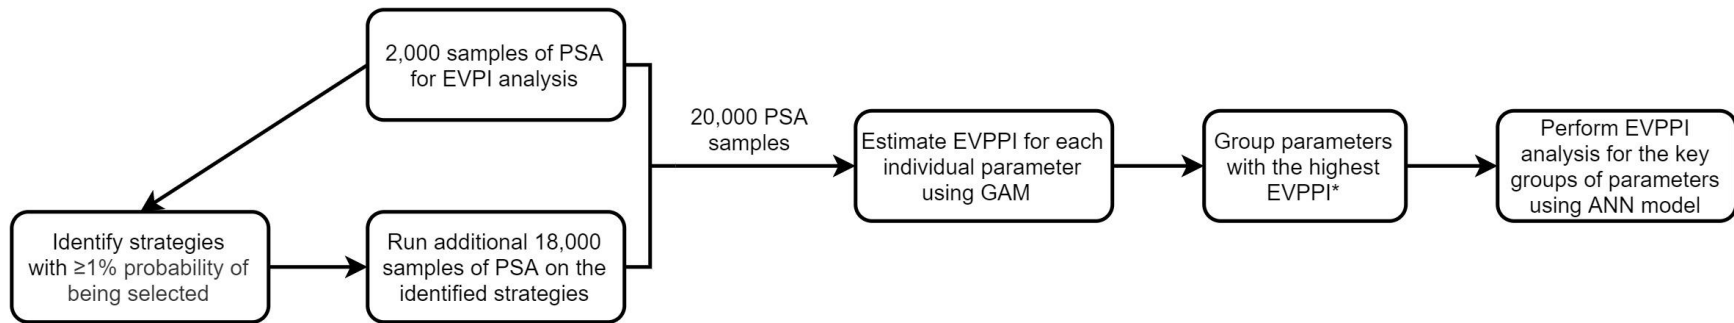 2,000 samples of PSA
for EVPI analysis
Identify strategies
with ≥1% probability of
being selected
Run additional 18,000
samples of PSA on the
identified strategies
20,000 PSA
samples
Estimate EVPPI for each
individual parameter
using GAM
Group parameters
with the highest
EVPPI*
Perform EVPPI
analysis for the key
groups of parameters
using ANN model